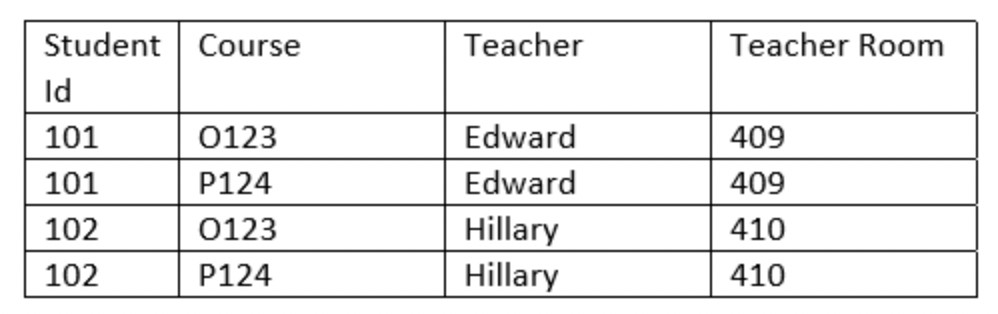 Student Course Teacher Teacher Room
Id
101 O123 Edward 409
101 P124 Edward 409
102 O123 Hillary 410
102 P124 Hillary 410